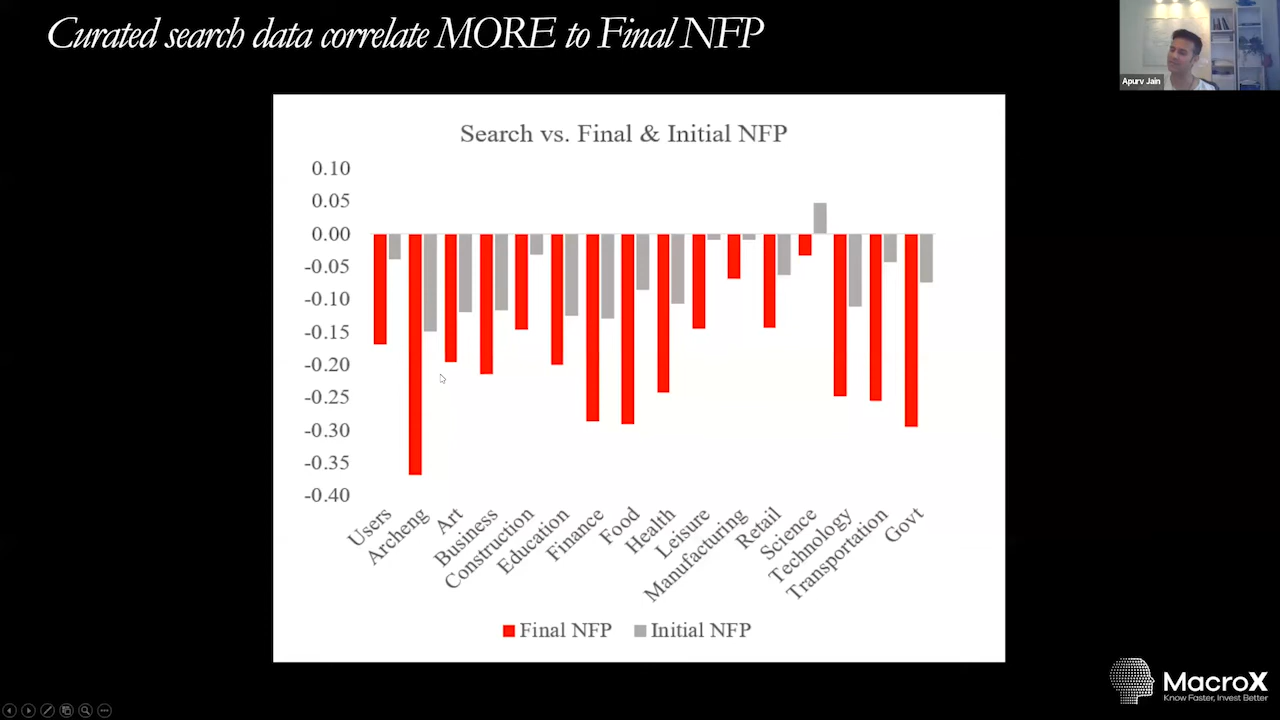 Curated search data correlate MORE to Final NFP
Apurv Jain
Search vs. Final & Initial NFP
0.10
0.05
0.00
-0.05
-0.10
-0.15
-0.20
-0.25
-0.30
-0.35
-0.40
Users
Archeng
Art
Business
Construction
Education
Finance
Food
Health
Leisure
Manufacturing
Retail
Science
Technology
Transportation
Govt
Final NFP Initial NFP
MacroX
Know Faster, Invest Better